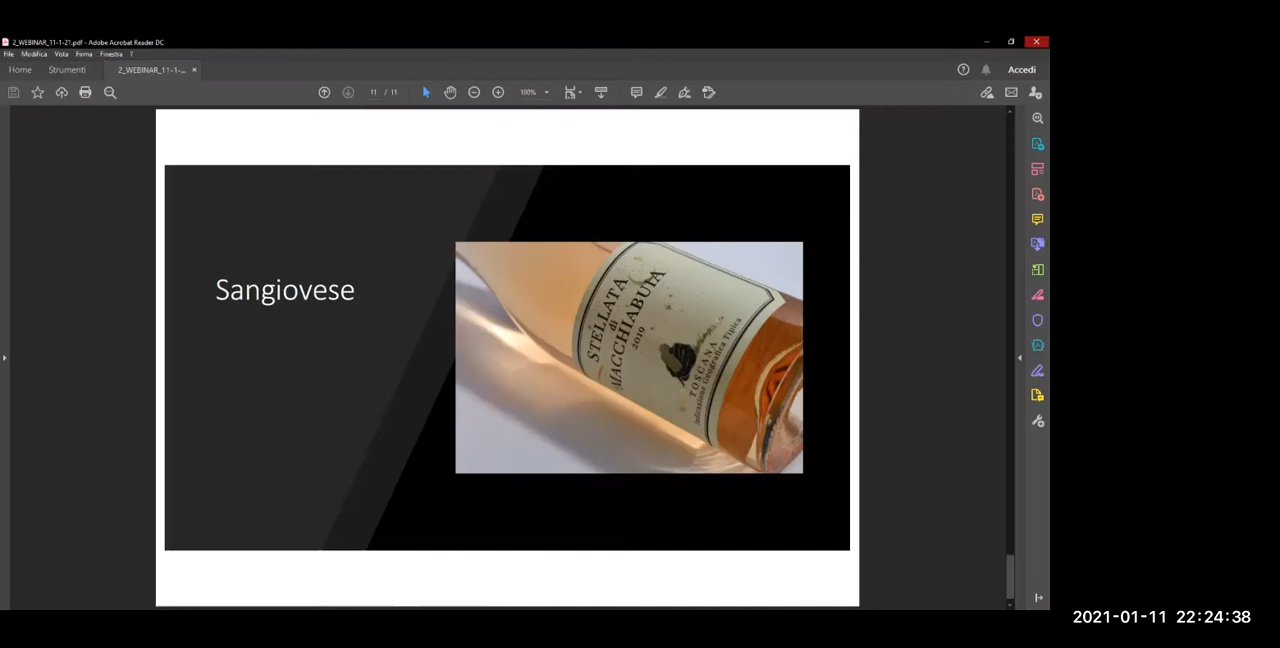 2_WEBINAR_11-1-21.pdf - Adobe Acrobat Reader DC
File Modifica Vista Firma Finestra ?
Home Strumenti 2_WEBINAR_11-1-... × Accedi
11 / 11 100%
Sangiovese
STELLATA
di
MACCHIABUIA
2019
TOSCANA
Indicazione Geografica Tipica
2021-01-11 22:24:38